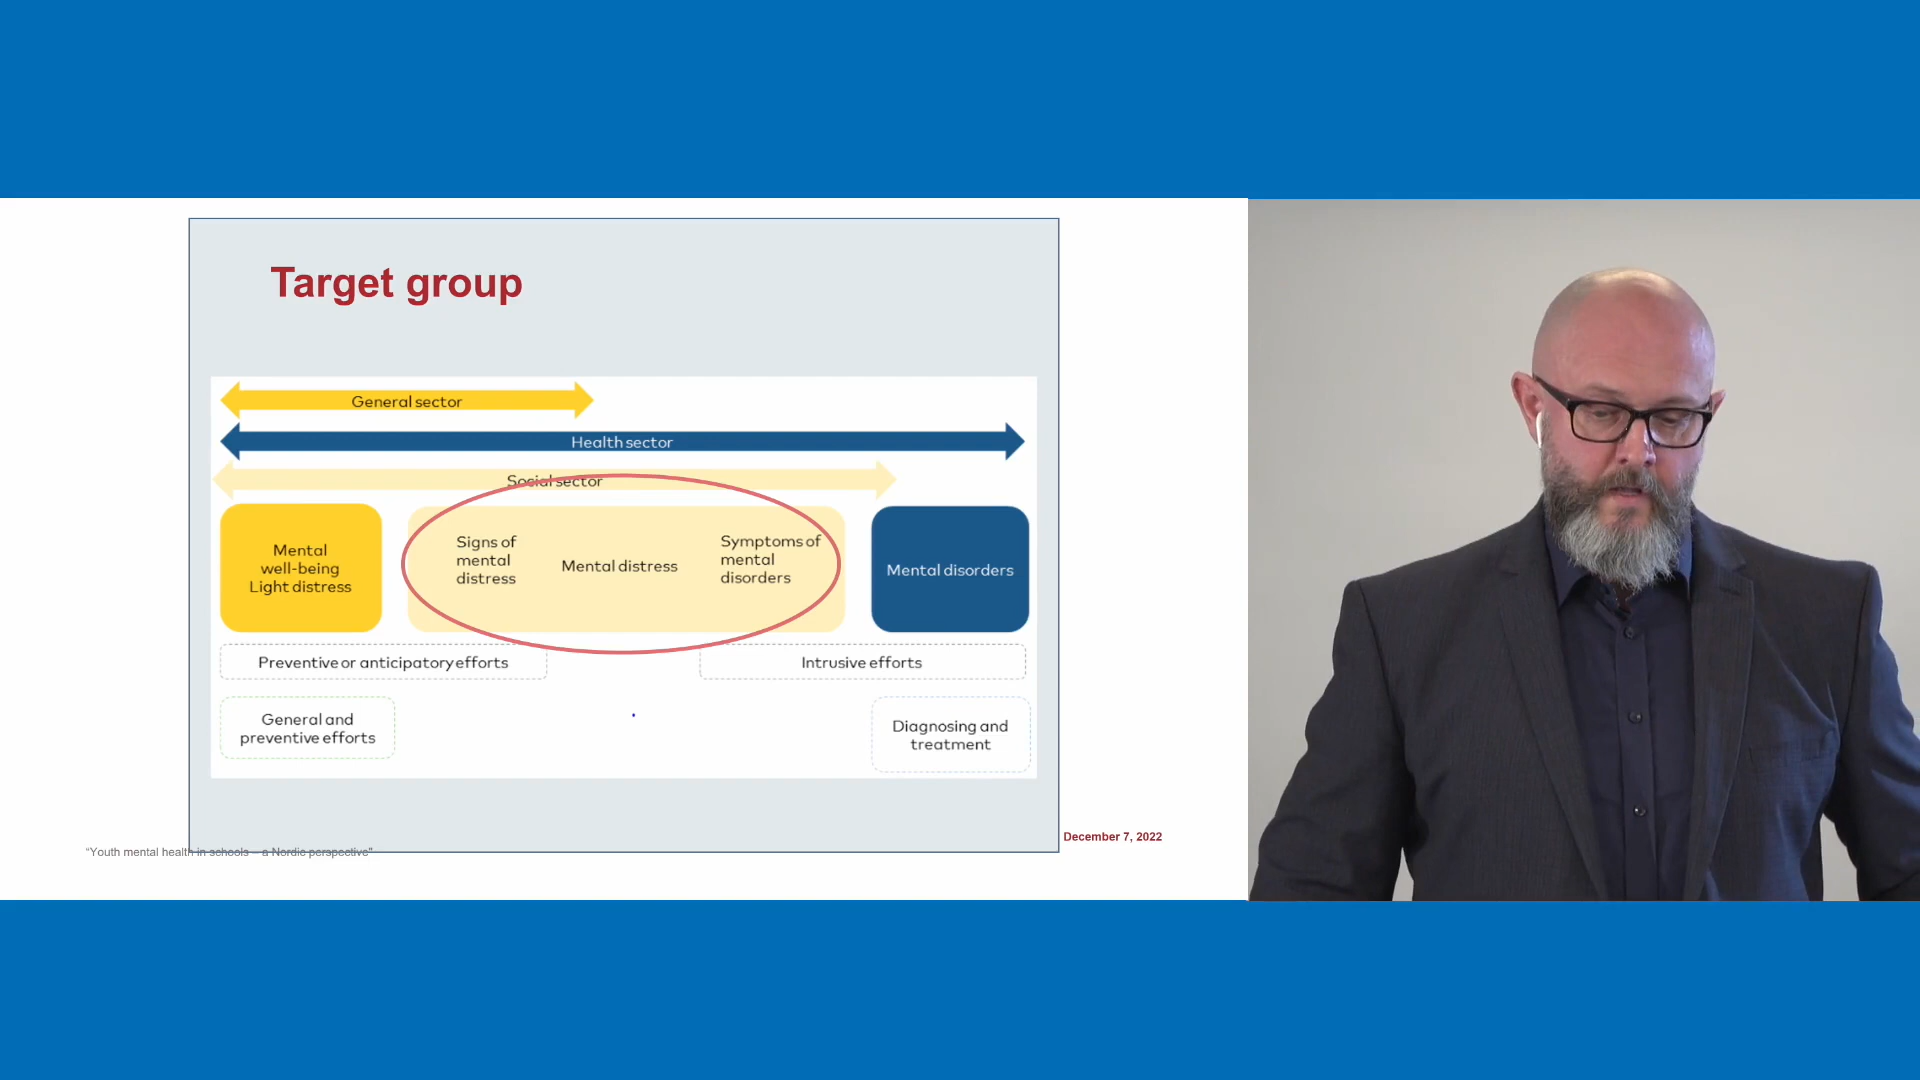 Target group
General sector
Health sector
Social sector
Mental
well-being
Light distress
Signs of
mental
distress
Mental distress
Symptoms of
mental
disorders
Mental disorders
Preventive or anticipatory efforts
Intrusive efforts
General and
preventive efforts
Diagnosing and
treatment
December 7, 2022
"Youth mental health in schools – a Nordic perspective"